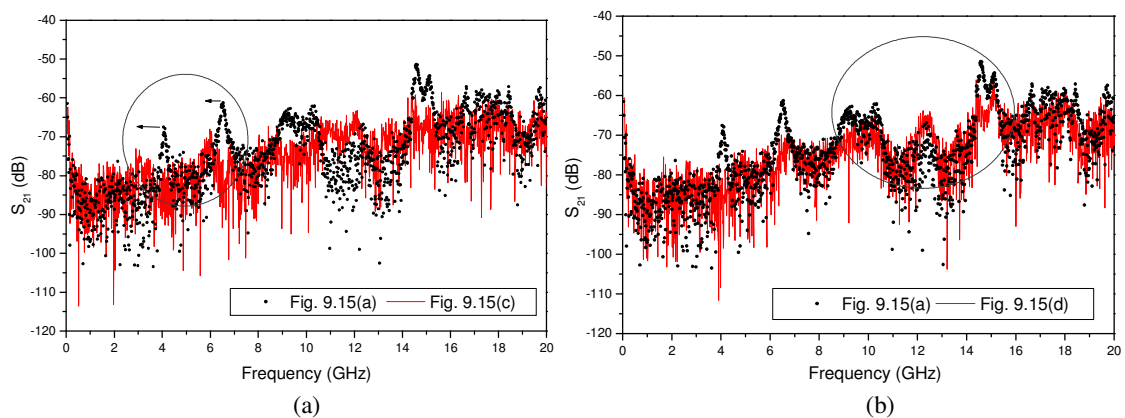 -40
-50
-60
-70
-80
-90
-100
-110
-120
S21 (dB)
0 2 4 6 8 10 12 14 16 18 20
Frequency (GHz)
Fig. 9.15(a) Fig. 9.15(c)
(a)
-40
-50
-60
-70
-80
-90
-100
-110
-120
S21 (dB)
0 2 4 6 8 10 12 14 16 18 20
Frequency (GHz)
Fig. 9.15(a) Fig. 9.15(d)
(b)